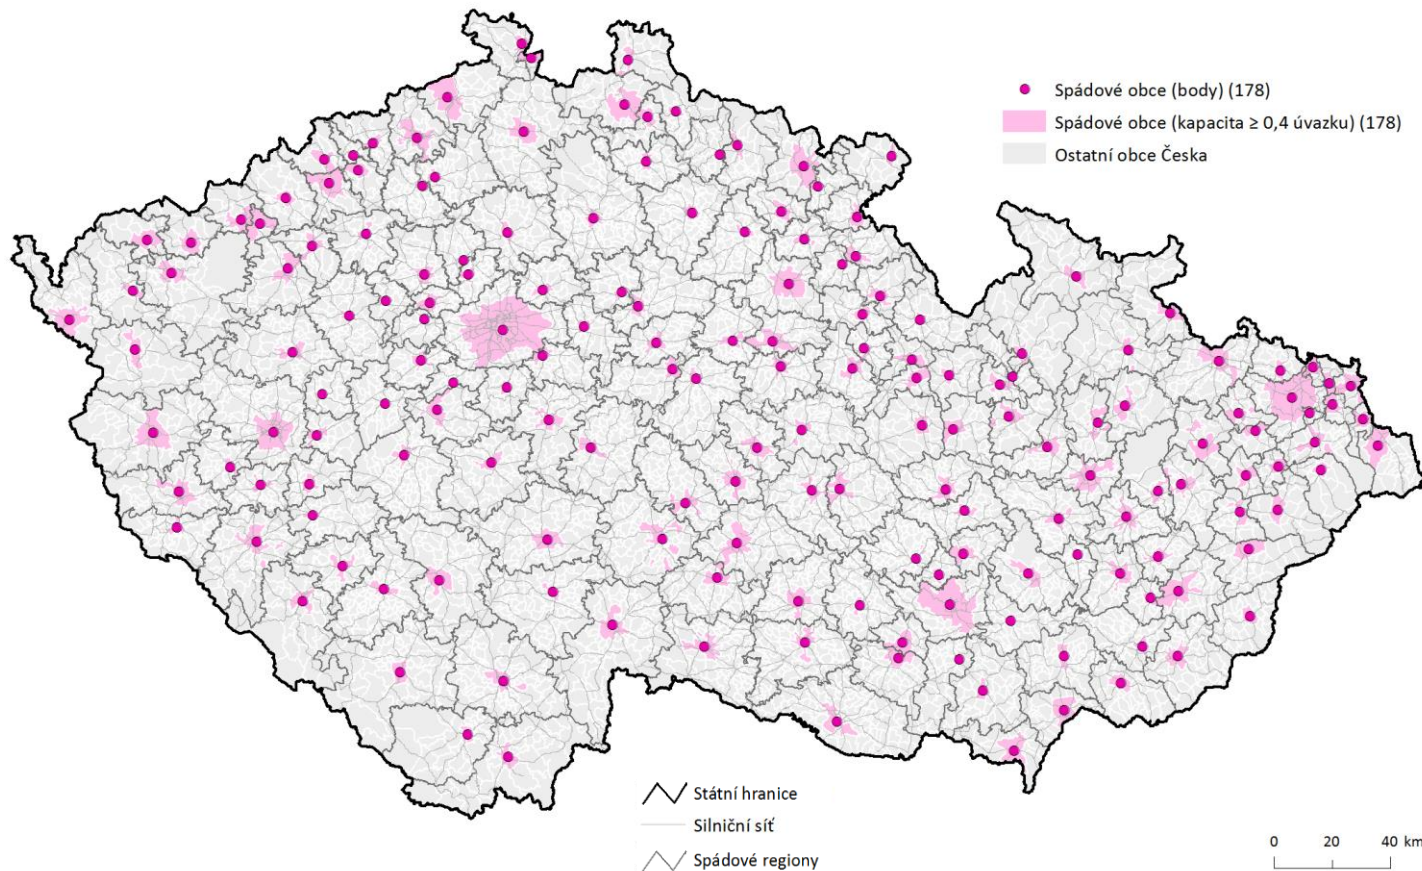 Spádové obce (body) (178)
Spádové obce (kapacita ≥ 0,4 úvazku) (178)
Ostatní obce Česka
Státní hranice
Silniční síť
Spádové regiony
0 20 40 km